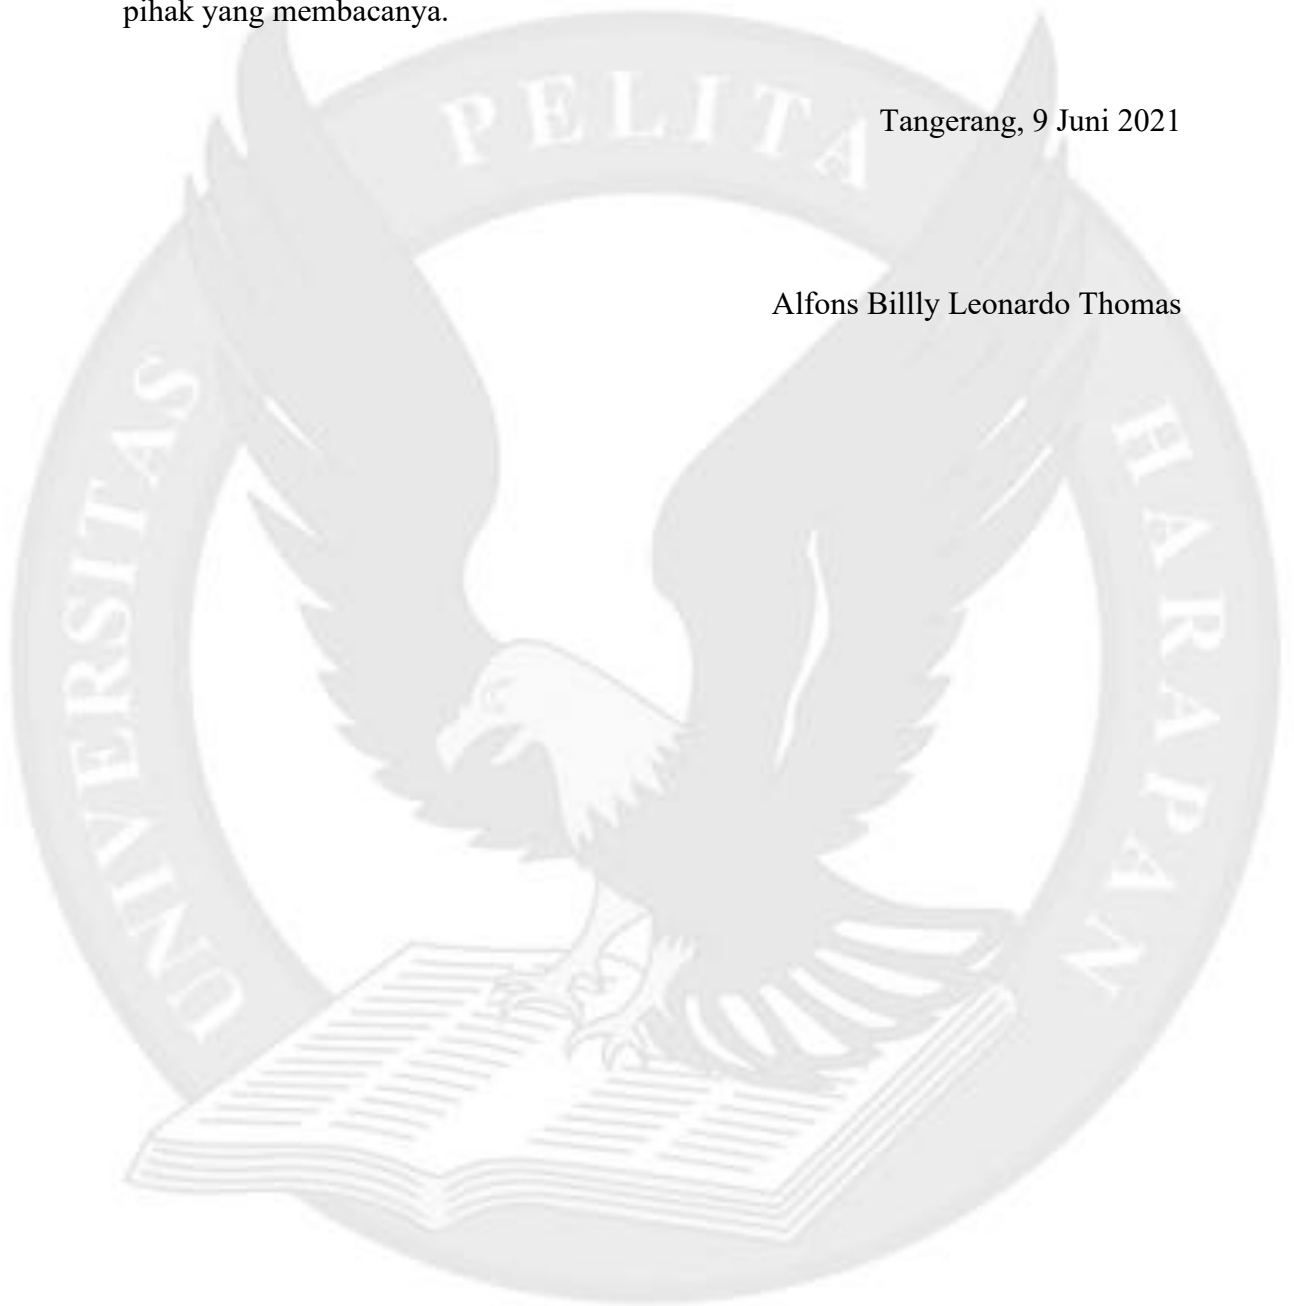 pihak yang membacanya.
PELITA
Tangerang, 9 Juni 2021
Alfons Billly Leonardo Thomas
UNIVERSITAS
HARAPAN